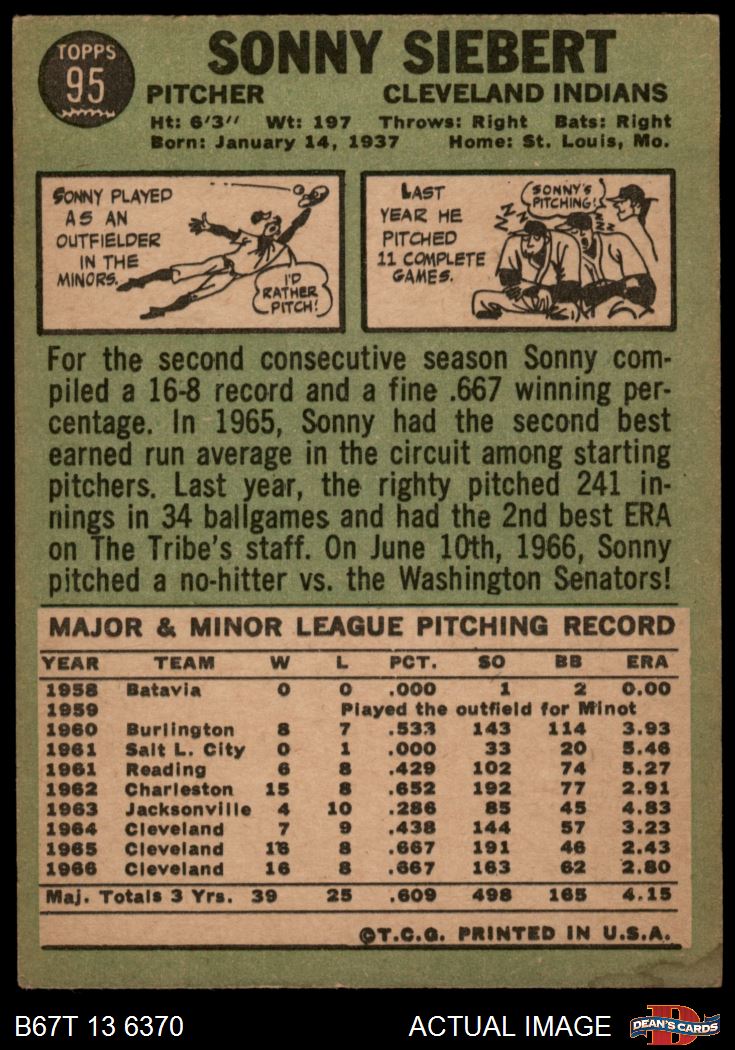 TOPPS
95
SONNY SIEBERT
PITCHER CLEVELAND INDIANS
Ht: 6'3" Wt: 197 Throws: Right Bats: Right
Born: January 14, 1937 Home: St. Louis, Mo.
SONNY PLAYED
AS AN
OUTFIELDER
IN THE
MINORS.
I'D
RATHER
PITCH!
LAST
YEAR HE
PITCHED
11 COMPLETE
GAMES.
SONNY'S
PITCHING!
Z Z Z Z Z
For the second consecutive season Sonny com-
piled a 16-8 record and a fine .667 winning per-
centage. In 1965, Sonny had the second best
earned run average in the circuit among starting
pitchers. Last year, the righty pitched 241 in-
nings in 34 ballgames and had the 2nd best ERA
on The Tribe's staff. On June 10th, 1966, Sonny
pitched a no-hitter vs. the Washington Senators!
MAJOR & MINOR LEAGUE PITCHING RECORD
YEAR TEAM W L PCT. SO BB ERA
1958 Batavia 0 0 .000 1 2 0.00
1959 Played the outfield for Minot
1960 Burlington 8 7 .533 143 114 3.93
1961 Salt L. City 0 1 .000 33 20 5.46
1961 Reading 6 8 .429 102 74 5.27
1962 Charleston 15 8 .652 192 77 2.91
1963 Jacksonville 4 10 .286 85 45 4.83
1964 Cleveland 7 9 .438 144 57 3.23
1965 Cleveland 16 8 .667 191 46 2.43
1966 Cleveland 16 8 .667 163 62 2.80
Maj. Totals 3 Yrs. 39 25 .609 498 165 4.15
©T.C.G. PRINTED IN U.S.A.
B67T 13 6370 ACTUAL IMAGE
D
DEAN'S CARDS